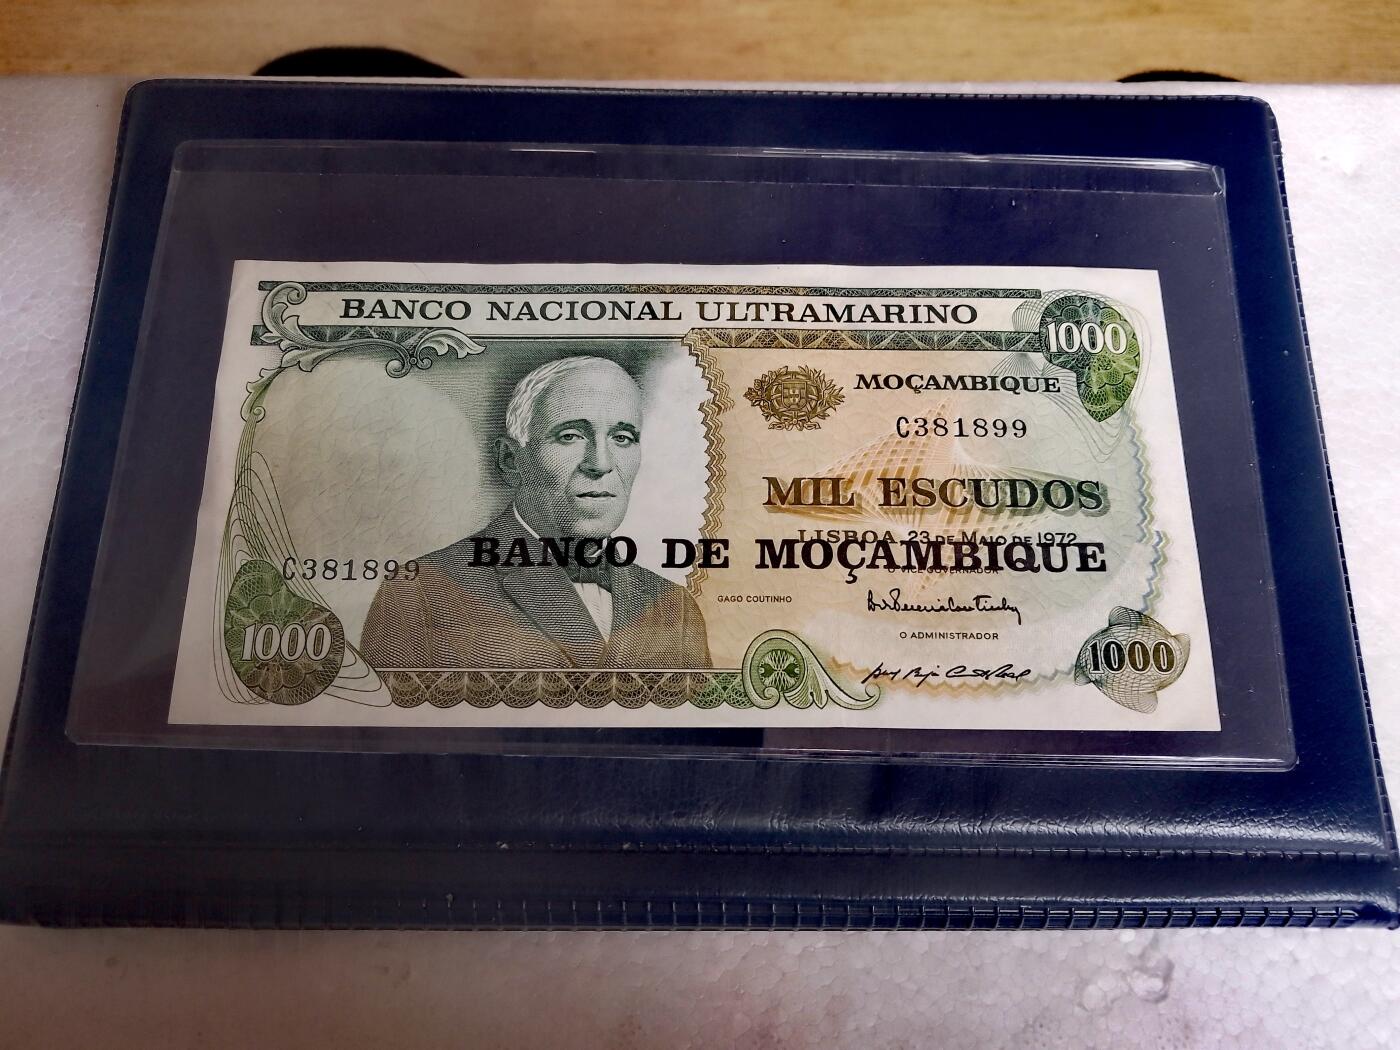 BANCO NACIONAL ULTRAMARINO
1000
MOÇAMBIQUE
C381899
MIL ESCUDOS
LISBOA, 23 DE MAIO DE 1972
BANCO DE MOÇAMBIQUE
O VICE-GOVERNADOR
C381899
GAGO COUTINHO
O ADMINISTRADOR
1000
1000